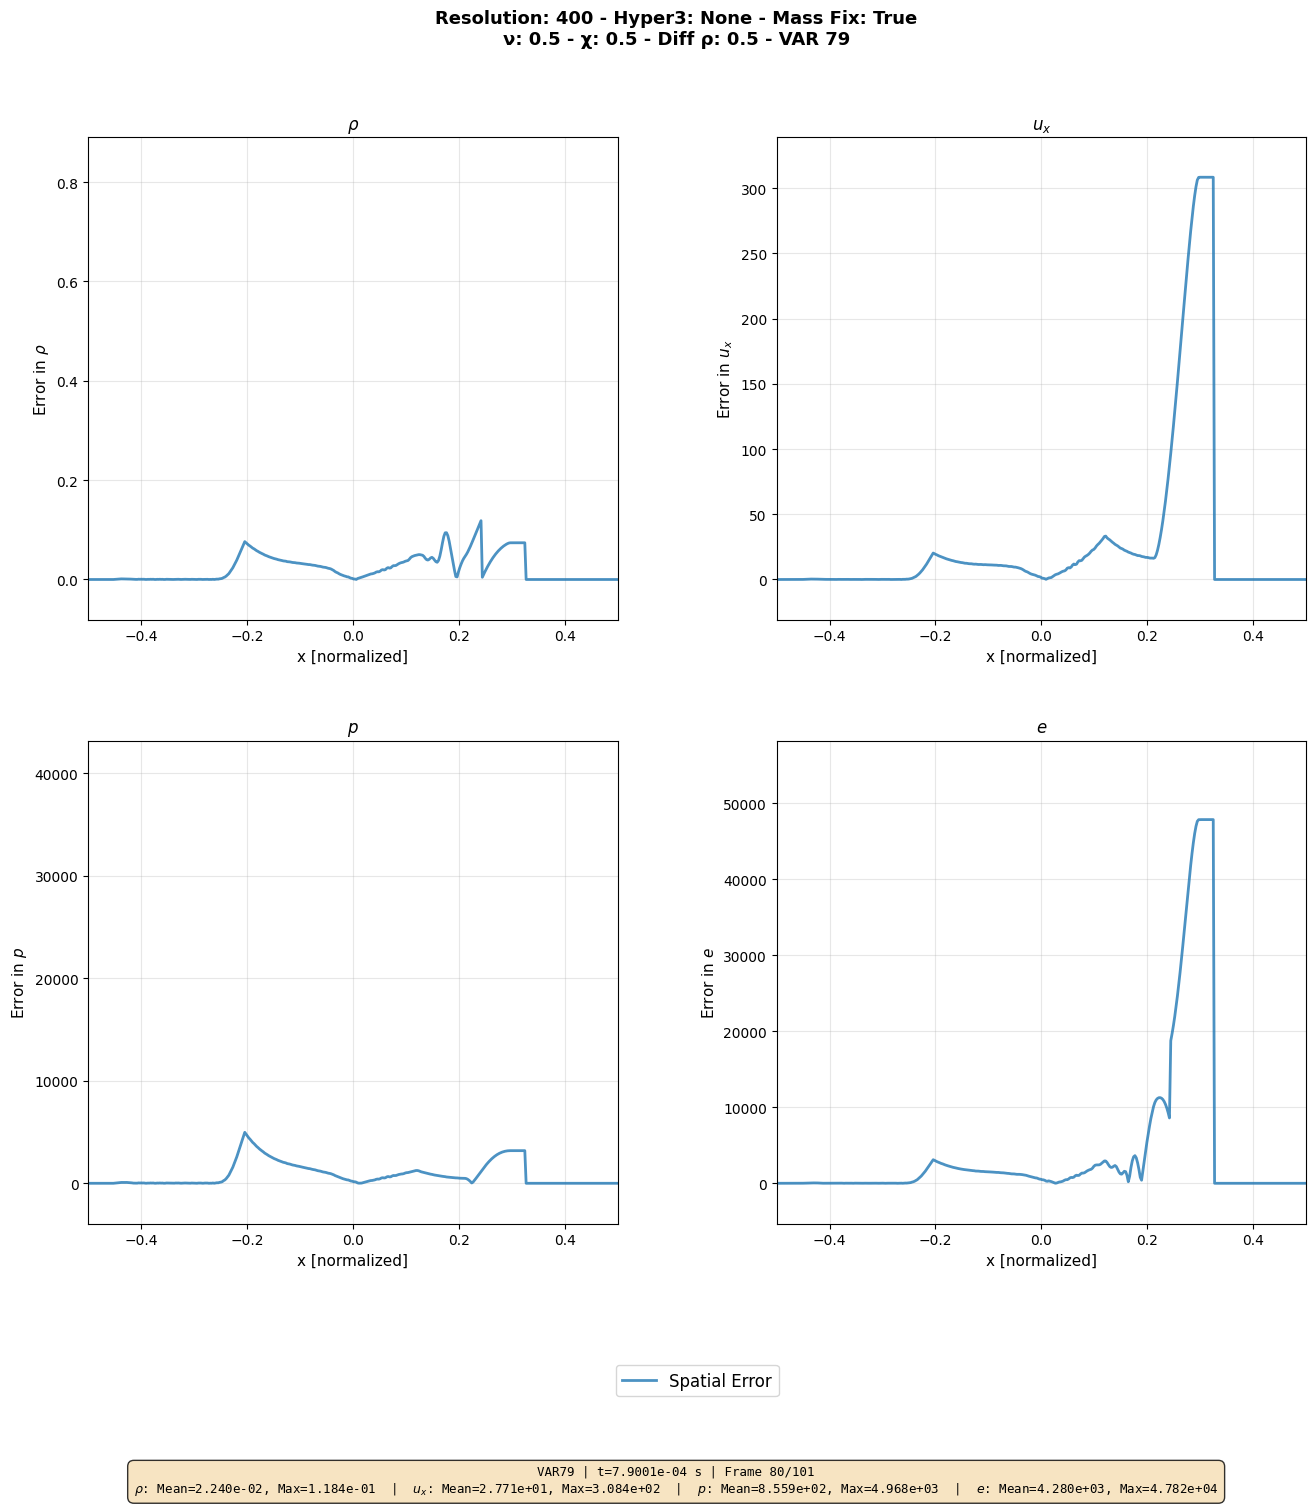 Resolution: 400 - Hyper3: None - Mass Fix: True
ν: 0.5 - χ: 0.5 - Diff ρ: 0.5 - VAR 79
ρ
Error in ρ
0.8
0.6
0.4
0.2
0.0
−0.4 −0.2 0.0 0.2 0.4
x [normalized]
uₓ
Error in uₓ
300
250
200
150
100
50
0
−0.4 −0.2 0.0 0.2 0.4
x [normalized]
p
Error in p
40000
30000
20000
10000
0
−0.4 −0.2 0.0 0.2 0.4
x [normalized]
e
Error in e
50000
40000
30000
20000
10000
0
−0.4 −0.2 0.0 0.2 0.4
x [normalized]
Spatial Error
VAR79 | t=7.9001e-04 s | Frame 80/101
ρ: Mean=2.240e-02, Max=1.184e-01 | uₓ: Mean=2.771e+01, Max=3.084e+02 | p: Mean=8.559e+02, Max=4.968e+03 | e: Mean=4.280e+03, Max=4.782e+04